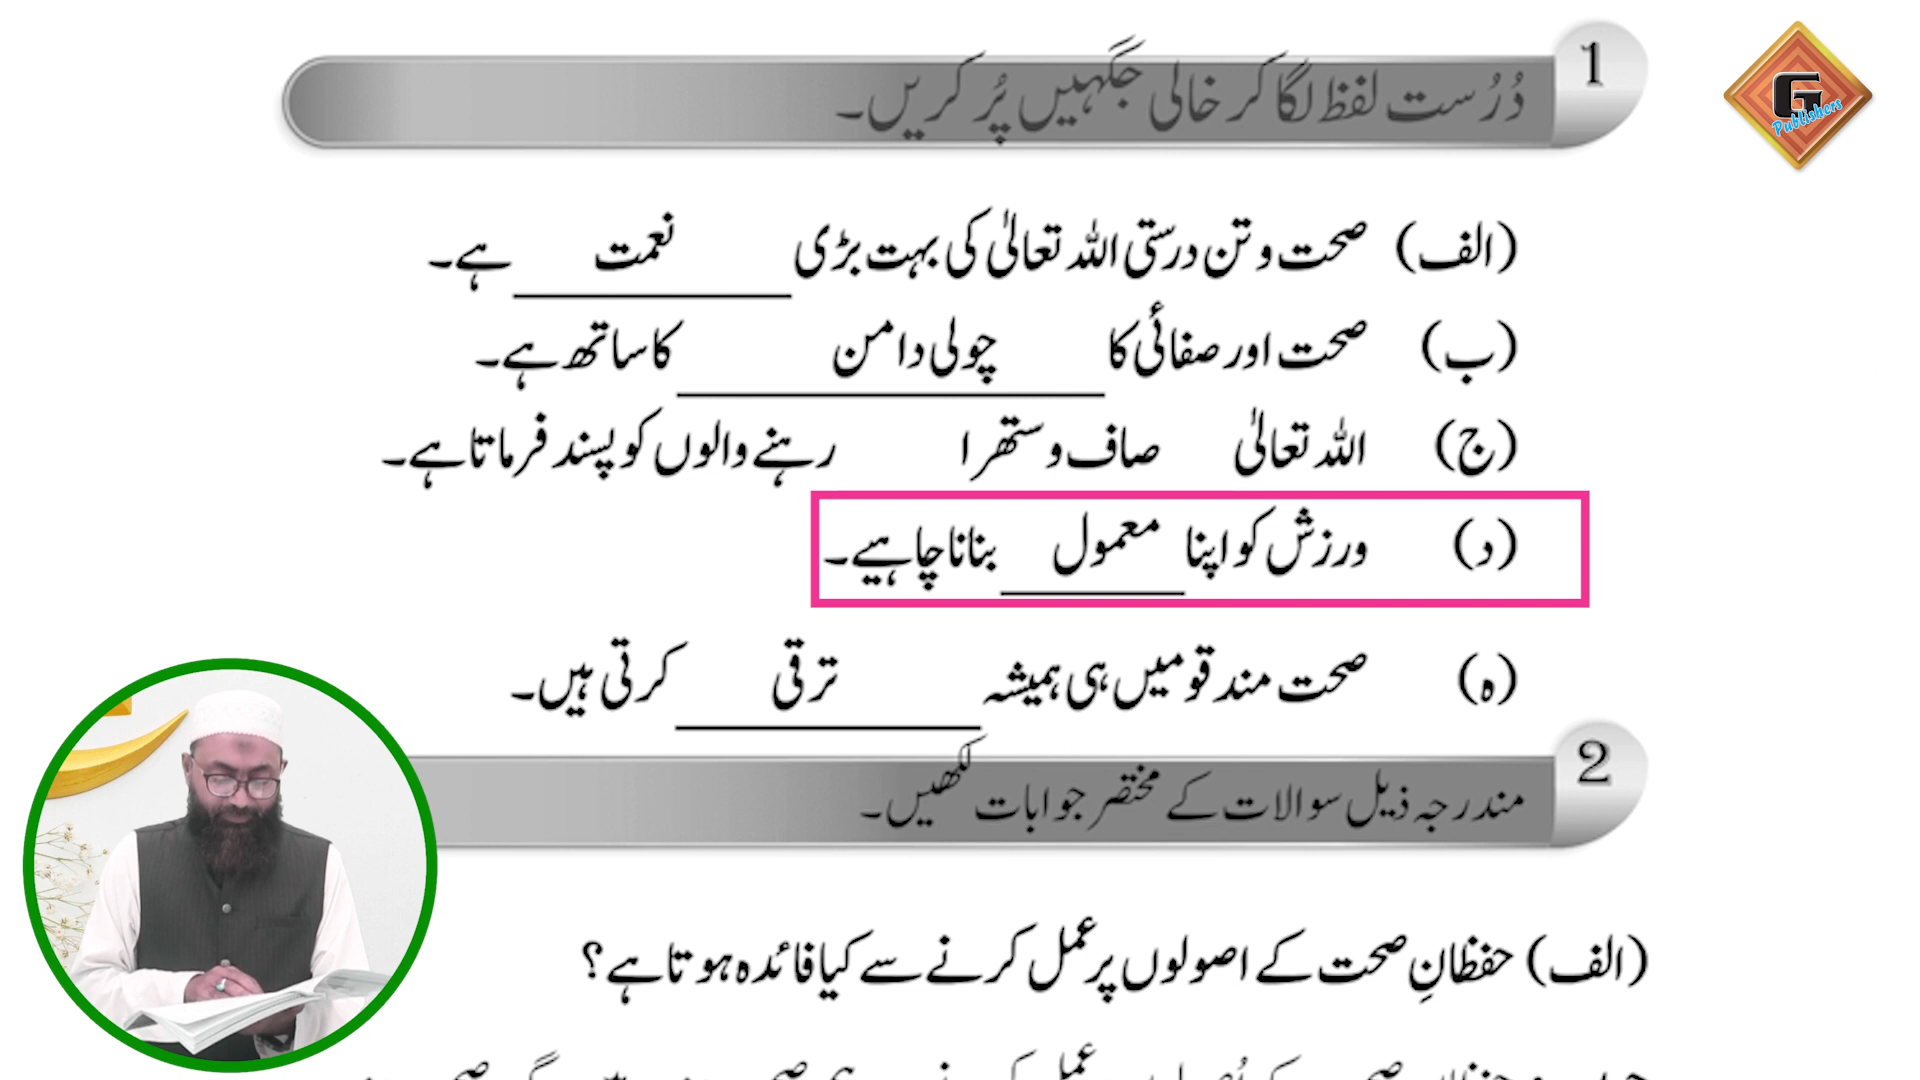 1
دُرُست لفظ لگا کر خالی جگہیں پُر کریں۔
G
Publishers
(الف) صحت و تن درستی اللہ تعالیٰ کی بہت بڑی نعمت ہے۔
(ب) صحت اور صفائی کا چولی دامن کا ساتھ ہے۔
(ج) اللہ تعالیٰ صاف و ستھرا رہنے والوں کو پسند فرماتا ہے۔
(د) ورزش کو اپنا معمول بنانا چاہیے۔
(ہ) صحت مند قومیں ہی ہمیشہ ترقی کرتی ہیں۔
2
مندرجہ ذیل سوالات کے مختصر جوابات لکھیں۔
(الف) حفظانِ صحت کے اصولوں پر عمل کرنے سے کیا فائدہ ہوتا ہے؟